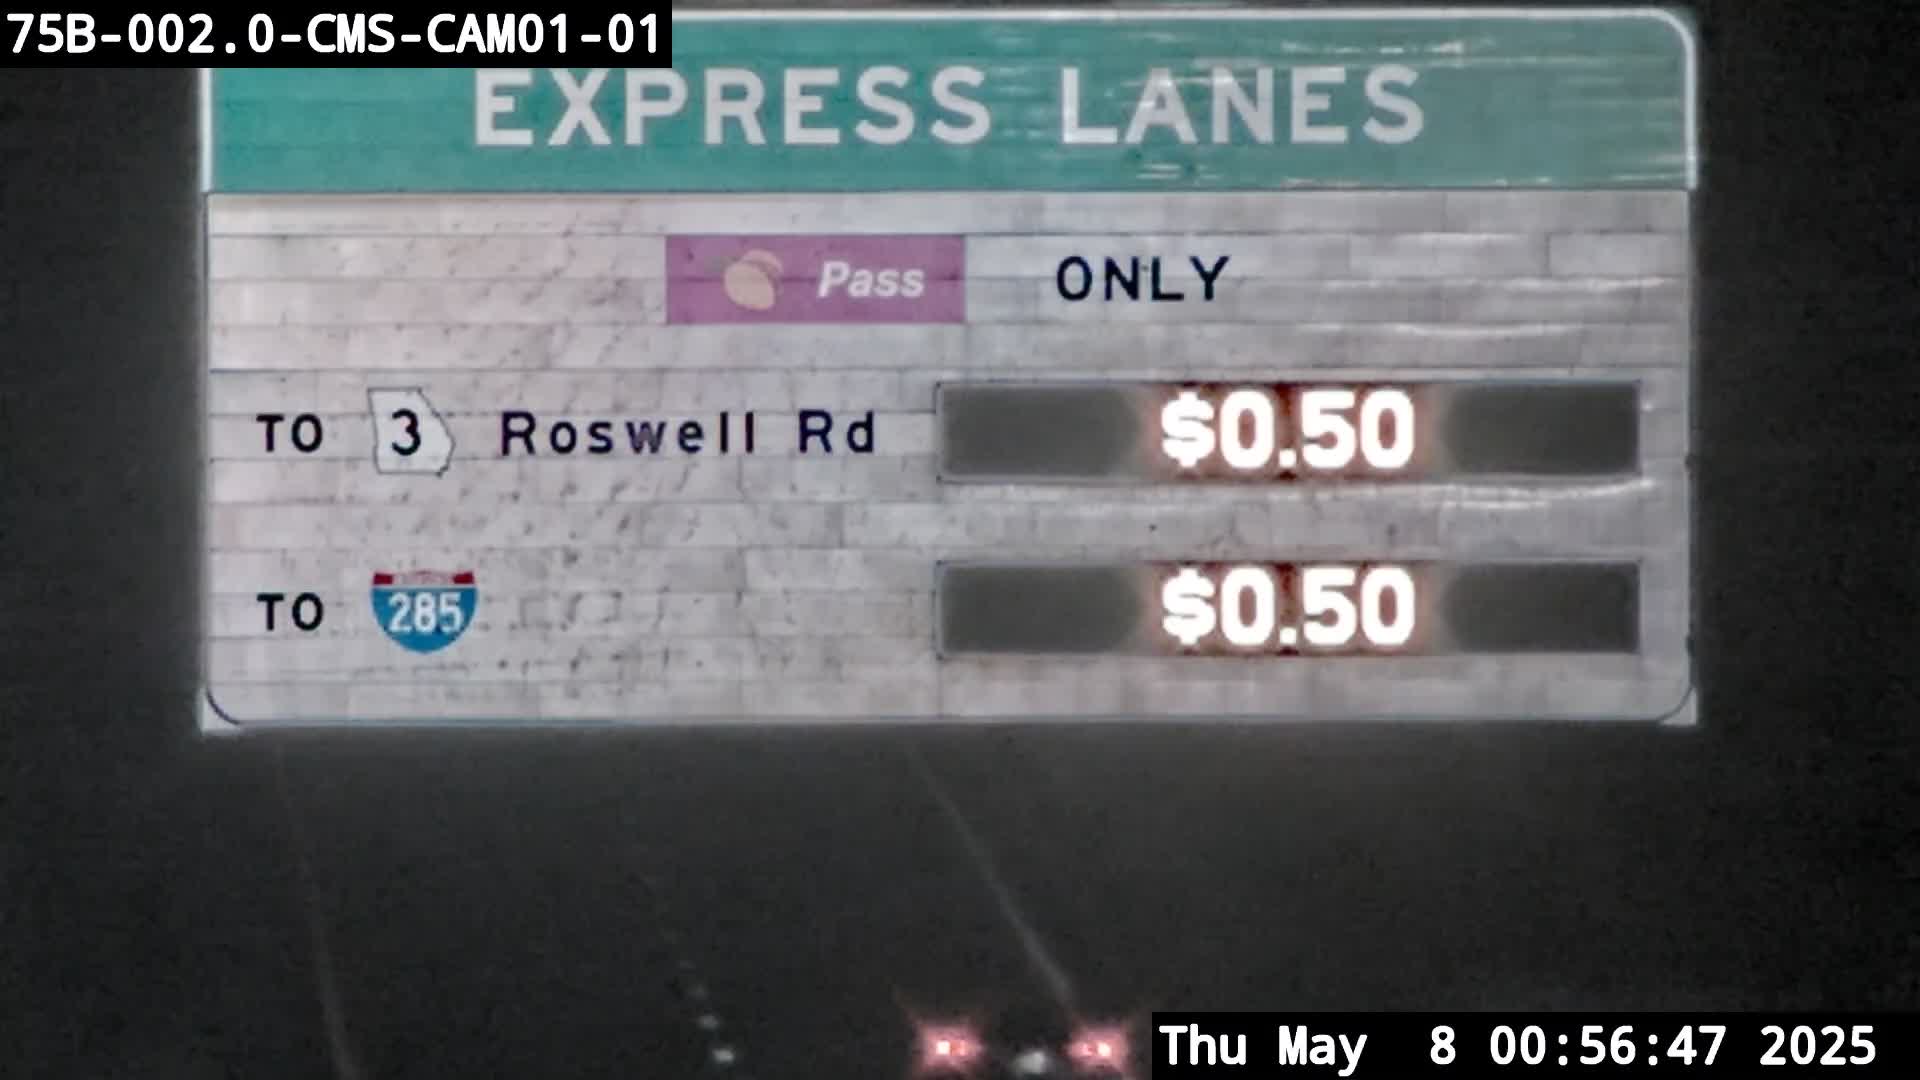 75B-002.0-CMS-CAM01-01
EXPRESS LANES
Pass ONLY
TO 3 Roswell Rd $0.50
TO 285 $0.50
Thu May 8 00:56:47 2025